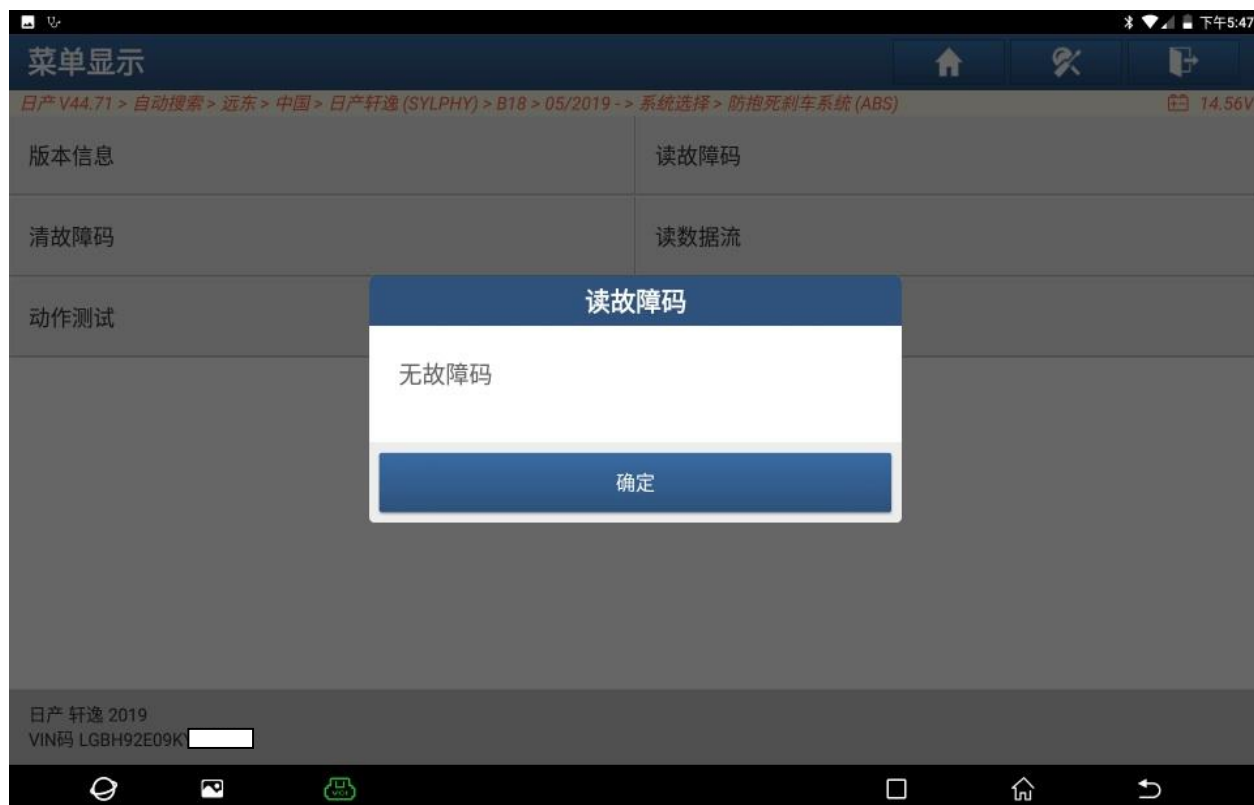 下午5:47
菜单显示
日产 V44.71 > 自动搜索 > 远东 > 中国 > 日产轩逸 (SYLPHY) > B18 > 05/2019 - > 系统选择 > 防抱死刹车系统 (ABS) 14.56V
版本信息 读故障码
清故障码 读数据流
动作测试
读故障码
无故障码
确定
日产 轩逸 2019
VIN码 LGBH92E09K
VCI